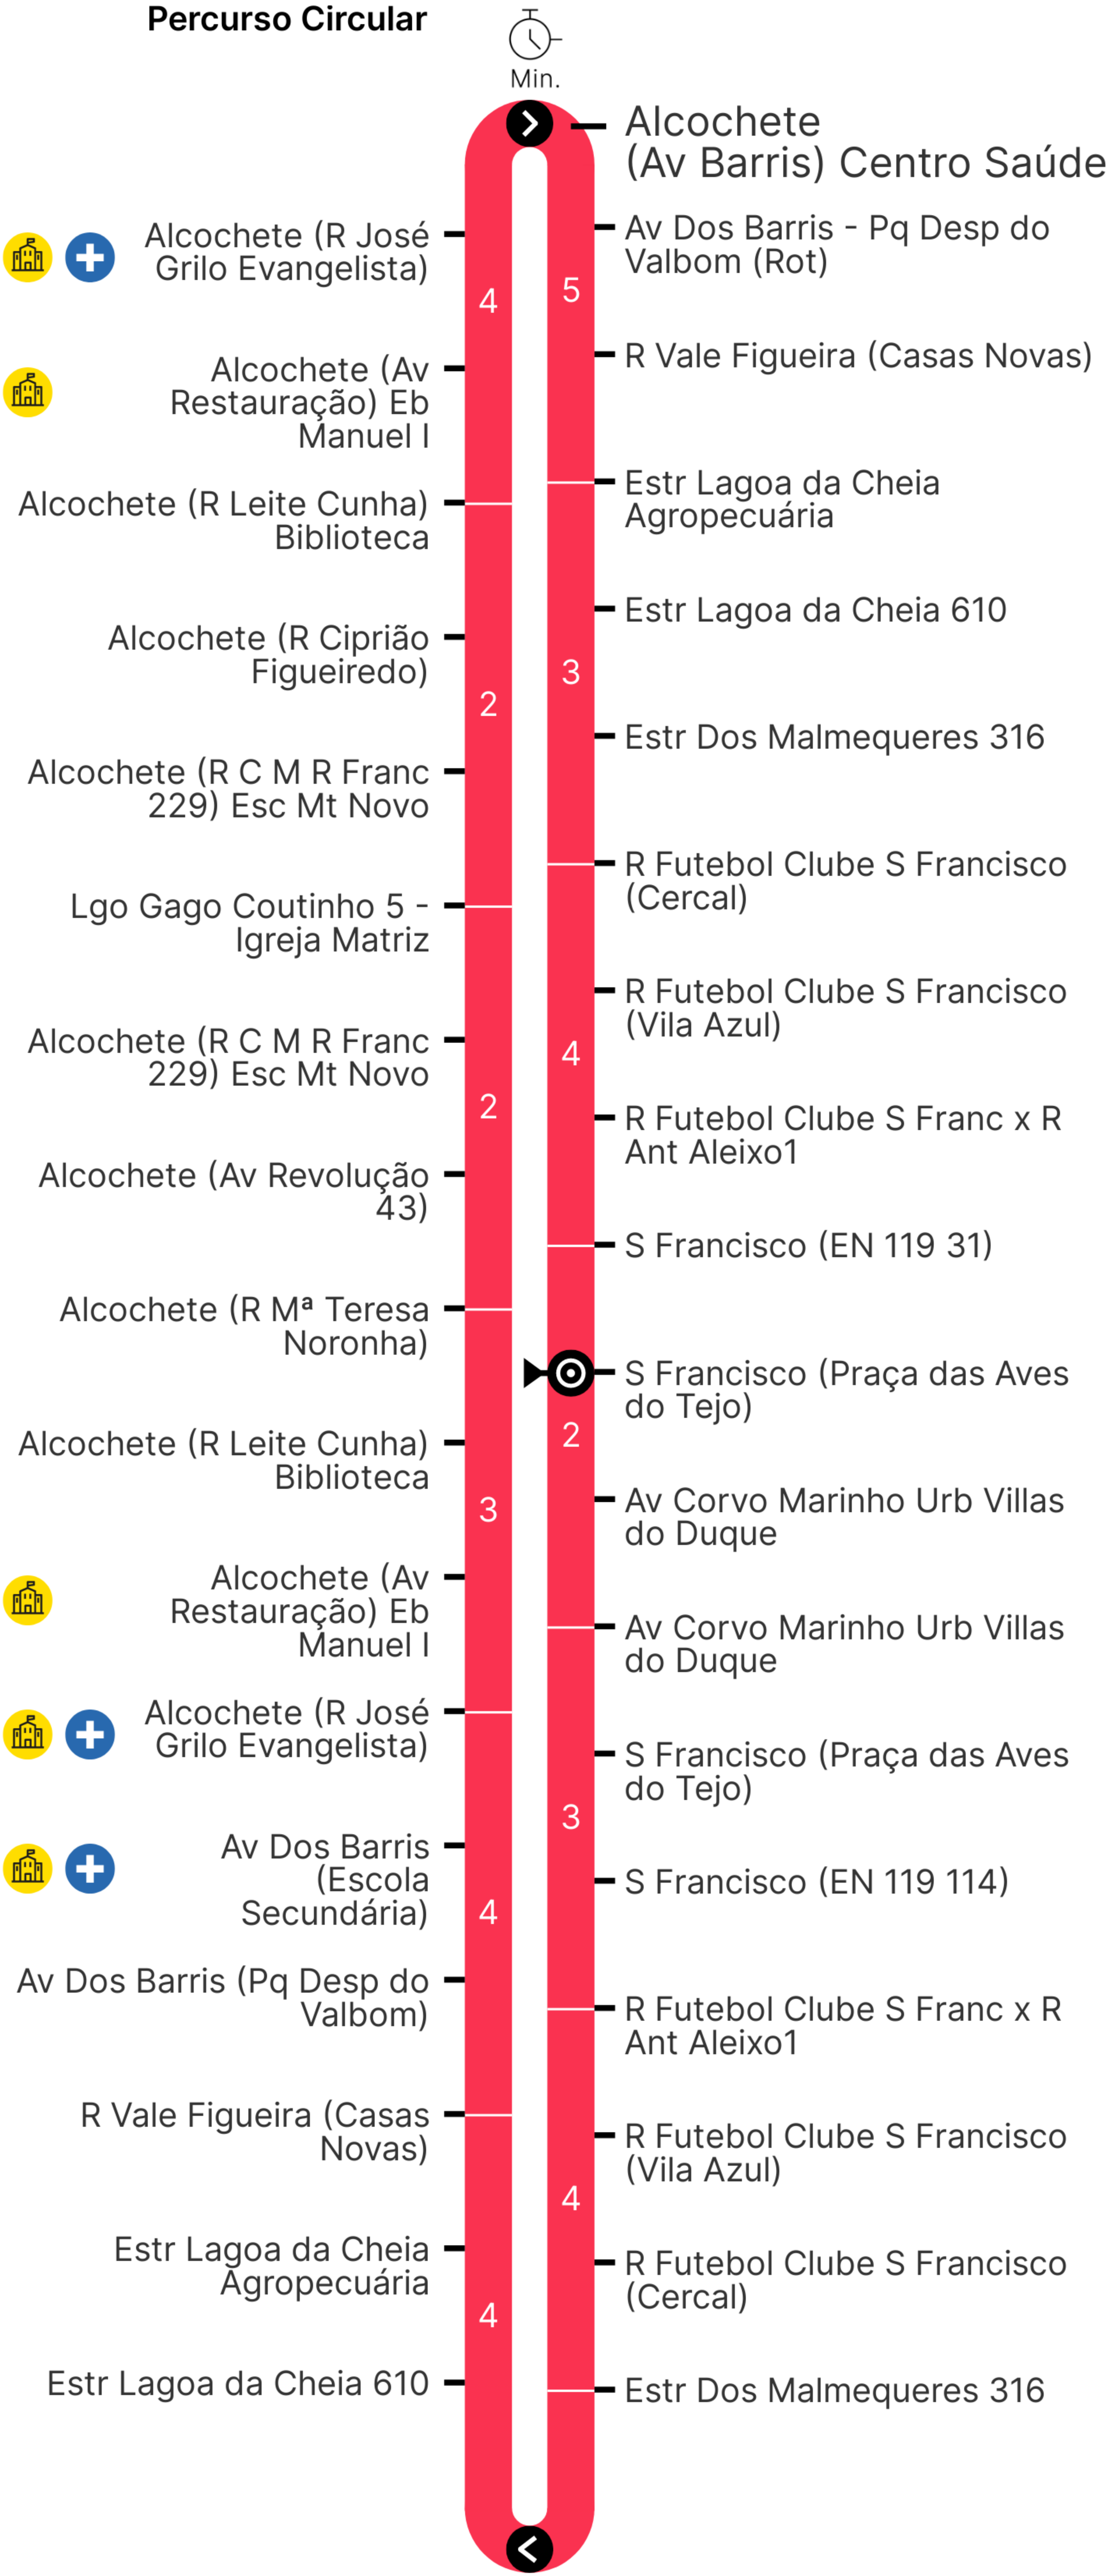 Percurso Circular
Min.
Alcochete
(Av Barris) Centro Saúde
Av Dos Barris - Pq Desp do
Valbom (Rot)
5
R Vale Figueira (Casas Novas)
Estr Lagoa da Cheia
Agropecuária
Estr Lagoa da Cheia 610
3
Estr Dos Malmequeres 316
R Futebol Clube S Francisco
(Cercal)
R Futebol Clube S Francisco
(Vila Azul)
4
R Futebol Clube S Franc x R
Ant Aleixo1
S Francisco (EN 119 31)
S Francisco (Praça das Aves
do Tejo)
2
Av Corvo Marinho Urb Villas
do Duque
Av Corvo Marinho Urb Villas
do Duque
S Francisco (Praça das Aves
do Tejo)
3
S Francisco (EN 119 114)
R Futebol Clube S Franc x R
Ant Aleixo1
R Futebol Clube S Francisco
(Vila Azul)
4
R Futebol Clube S Francisco
(Cercal)
Estr Dos Malmequeres 316
Alcochete (R José
Grilo Evangelista)
4
Alcochete (Av
Restauração) Eb
Manuel I
Alcochete (R Leite Cunha)
Biblioteca
Alcochete (R Ciprião
Figueiredo)
2
Alcochete (R C M R Franc
229) Esc Mt Novo
Lgo Gago Coutinho 5 -
Igreja Matriz
Alcochete (R C M R Franc
229) Esc Mt Novo
2
Alcochete (Av Revolução
43)
Alcochete (R Mª Teresa
Noronha)
Alcochete (R Leite Cunha)
Biblioteca
3
Alcochete (Av
Restauração) Eb
Manuel I
Alcochete (R José
Grilo Evangelista)
Av Dos Barris
(Escola
Secundária)
4
Av Dos Barris (Pq Desp do
Valbom)
R Vale Figueira (Casas
Novas)
Estr Lagoa da Cheia
Agropecuária
4
Estr Lagoa da Cheia 610